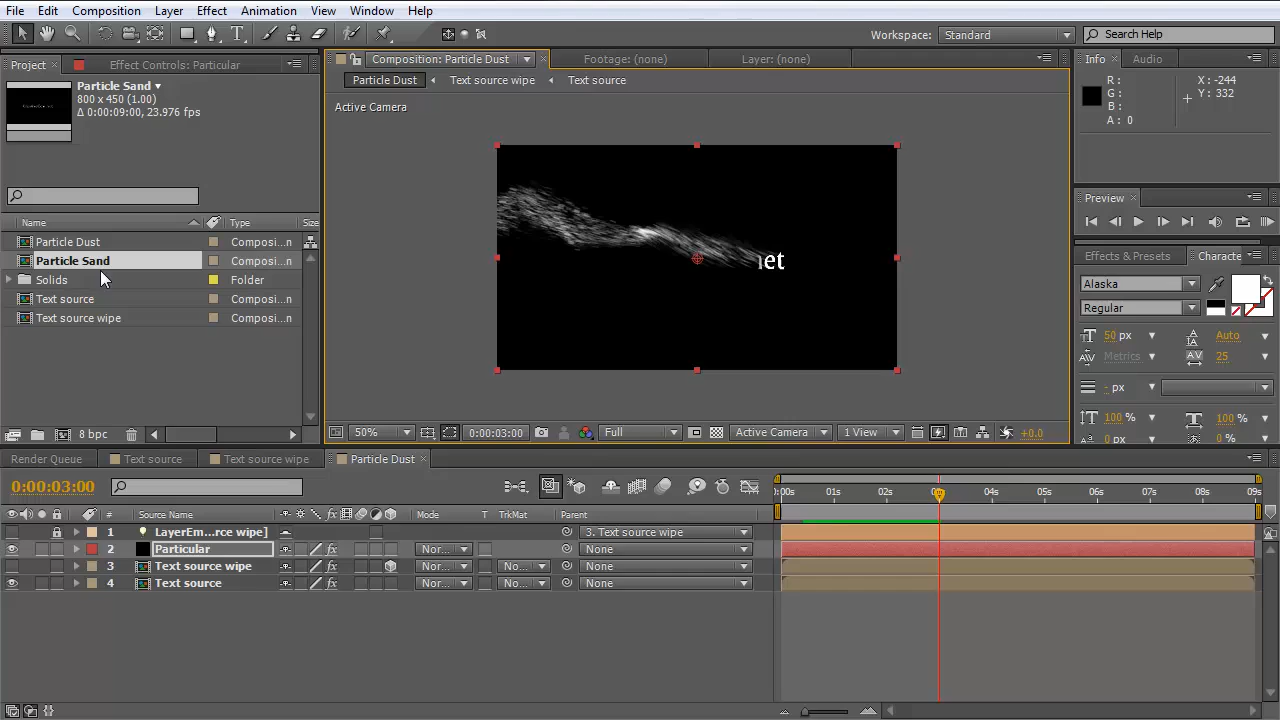 File Edit Composition Layer Effect Animation View Window Help
Workspace: Standard Search Help
Project Effect Controls: Particular
Particle Sand
800 x 450 (1.00)
Δ 0:00:09:00, 23.976 fps
Name Type Size
Particle Dust Composi...n
Particle Sand Composi...n
Solids Folder
Text source Composi...n
Text source wipe Composi...n
8 bpc
Composition: Particle Dust Footage: (none) Layer: (none)
Particle Dust Text source wipe Text source
Active Camera
et
50% 0:00:03:00 Full Active Camera 1 View +0.0
Info Audio
R : X : -244
G : Y : 332
B :
A : 0
Preview
Effects & Presets Characte
Alaska
Regular
50 px Auto
Metrics 25
- px
100 % 100 %
0 px 0 %
Render Queue Text source Text source wipe Particle Dust
0:00:03:00
0:00s 01s 02s 03s 04s 05s 06s 07s 08s 09s
# Source Name Mode T TrkMat Parent
1 LayerEm...rce wipe] 3. Text source wipe
2 Particular Nor... None
3 Text source wipe Nor... No... None
4 Text source Nor... No... None